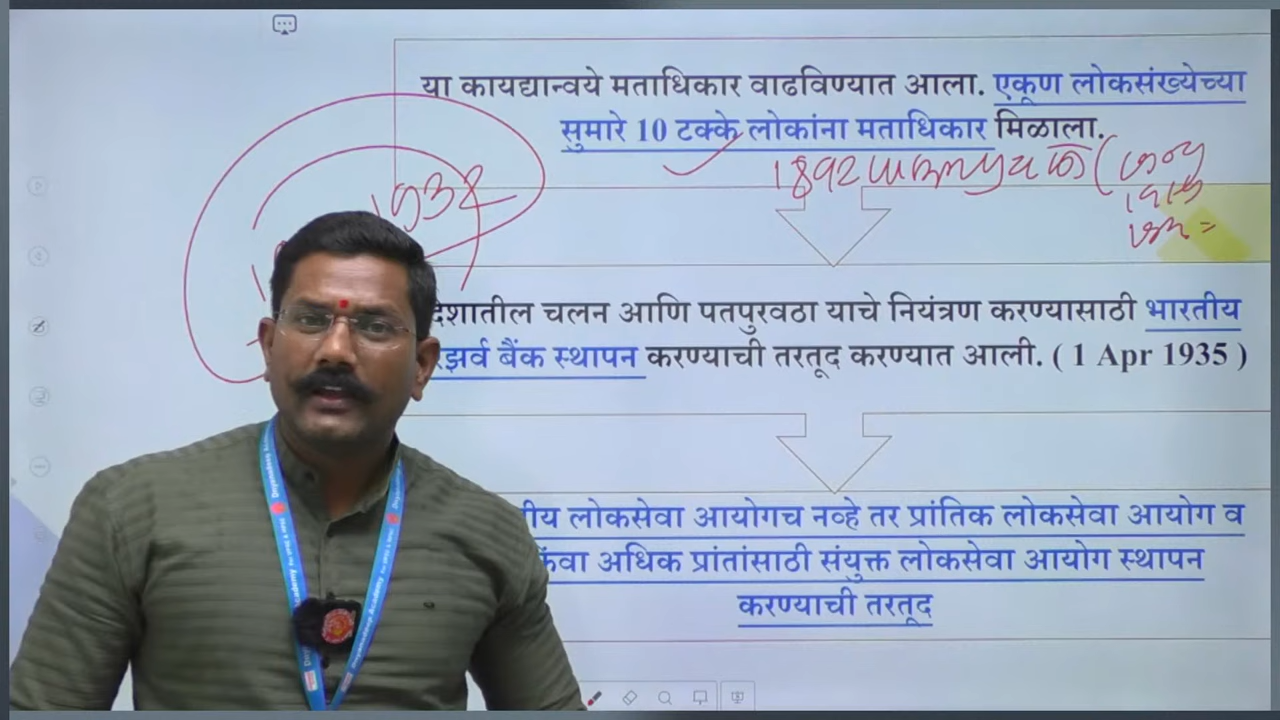 या कायद्यान्वये मताधिकार वाढविण्यात आला. एकूण लोकसंख्येच्या
सुमारे 10 टक्के लोकांना मताधिकार मिळाला.
1892
देशातील चलन आणि पतपुरवठा याचे नियंत्रण करण्यासाठी भारतीय
रिझर्व बैंक स्थापन करण्याची तरतूद करण्यात आली. ( 1 Apr 1935 )
ीय लोकसेवा आयोगच नव्हे तर प्रांतिक लोकसेवा आयोग व
किंवा अधिक प्रांतांसाठी संयुक्त लोकसेवा आयोग स्थापन
करण्याची तरतूद
Dnyanadeep Academy